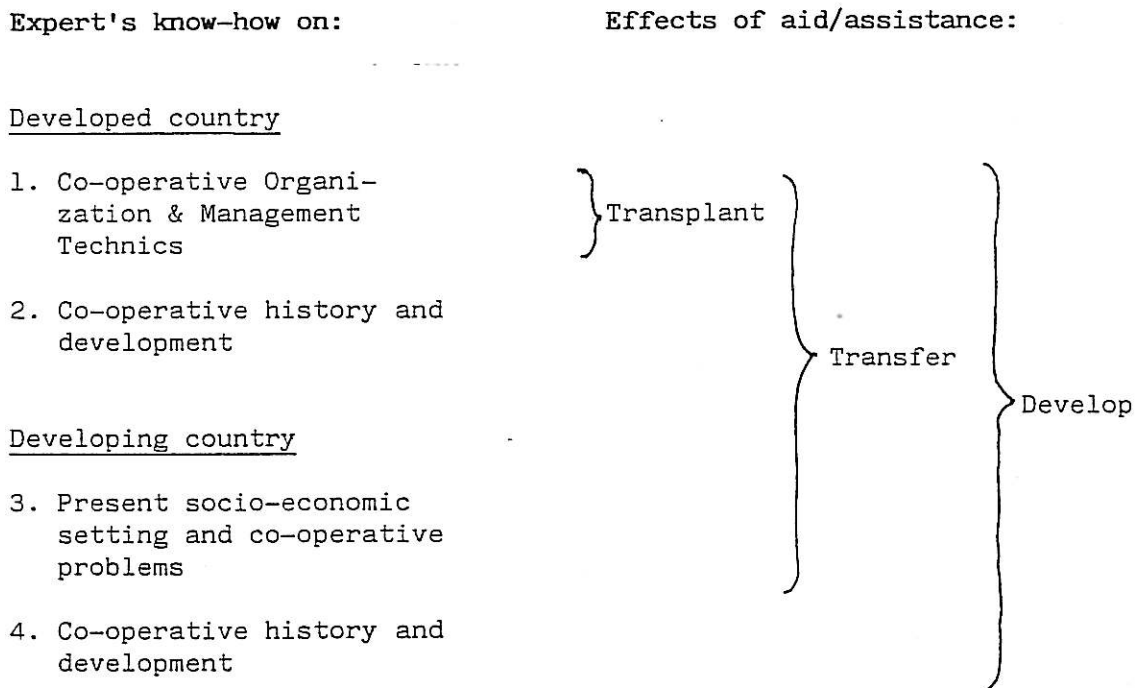 Expert's know-how on: Effects of aid/assistance:
Developed country
1. Co-operative Organi-
zation & Management
Technics
Transplant
2. Co-operative history and
development
Transfer
Develop
Developing country
3. Present socio-economic
setting and co-operative
problems
4. Co-operative history and
development